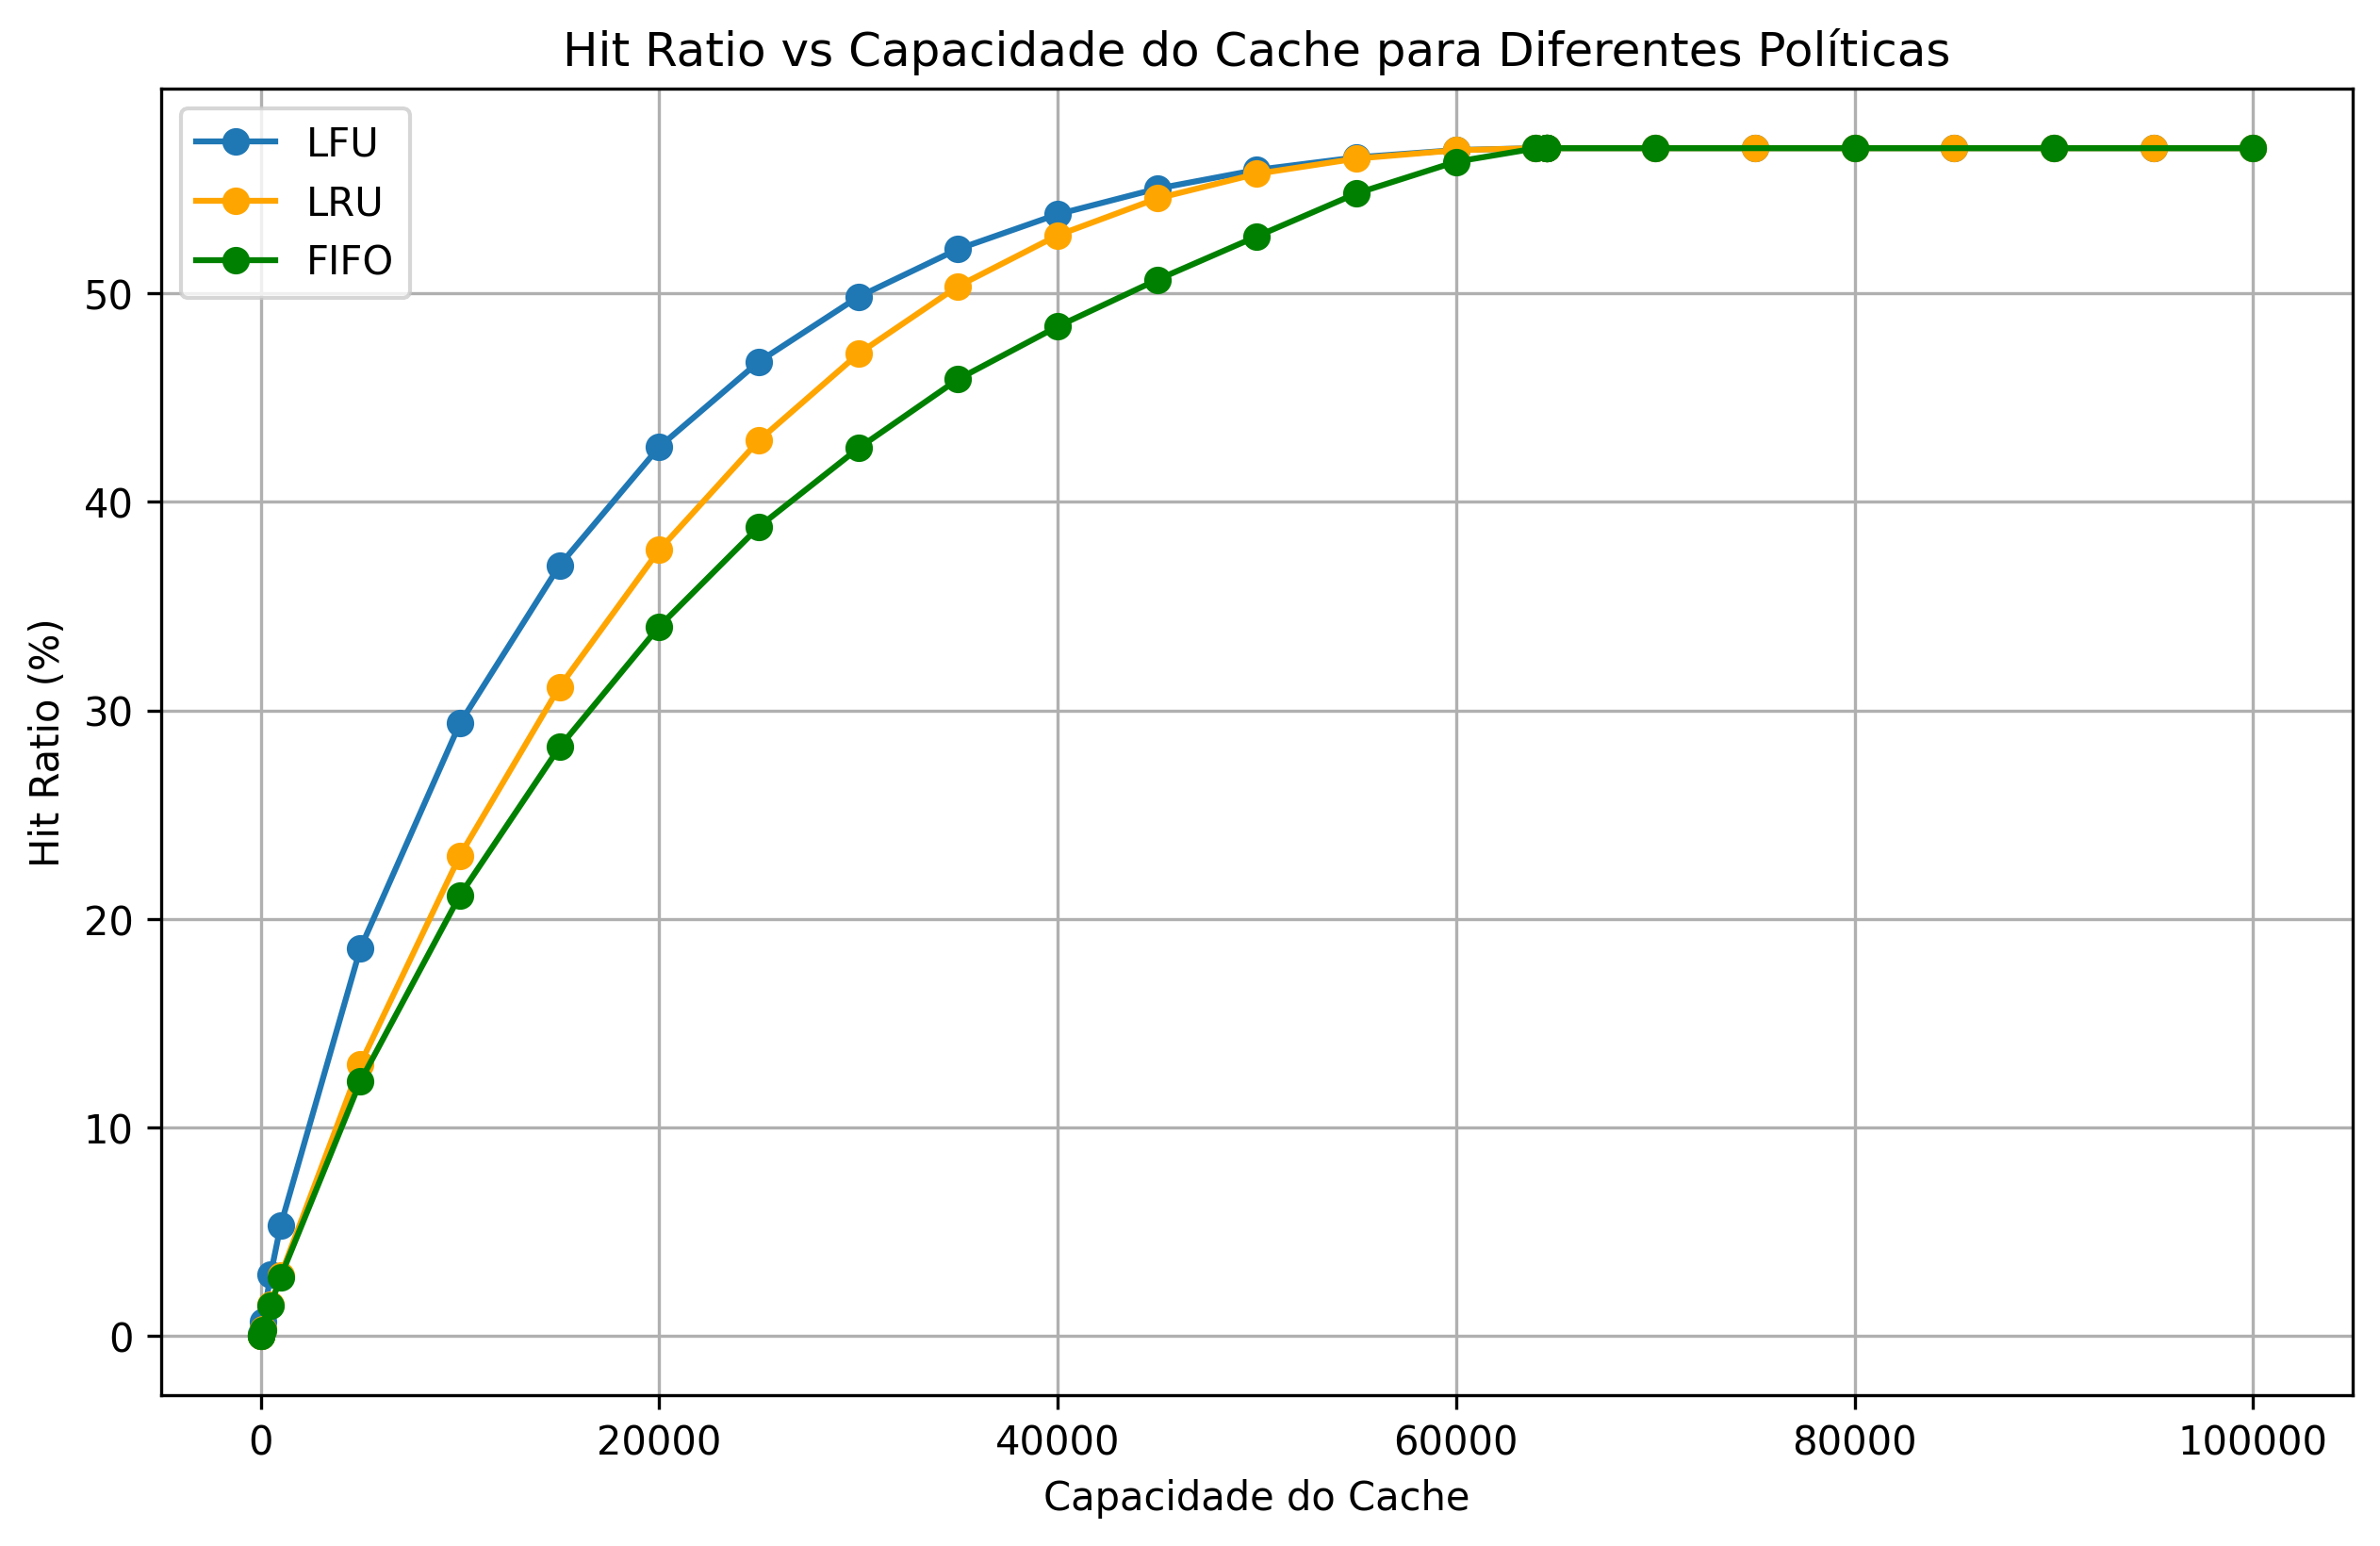 Hit Ratio vs Capacidade do Cache para Diferentes Políticas
LFU
LRU
FIFO
Hit Ratio (%)
50
40
30
20
10
0
0 20000 40000 60000 80000 100000
Capacidade do Cache